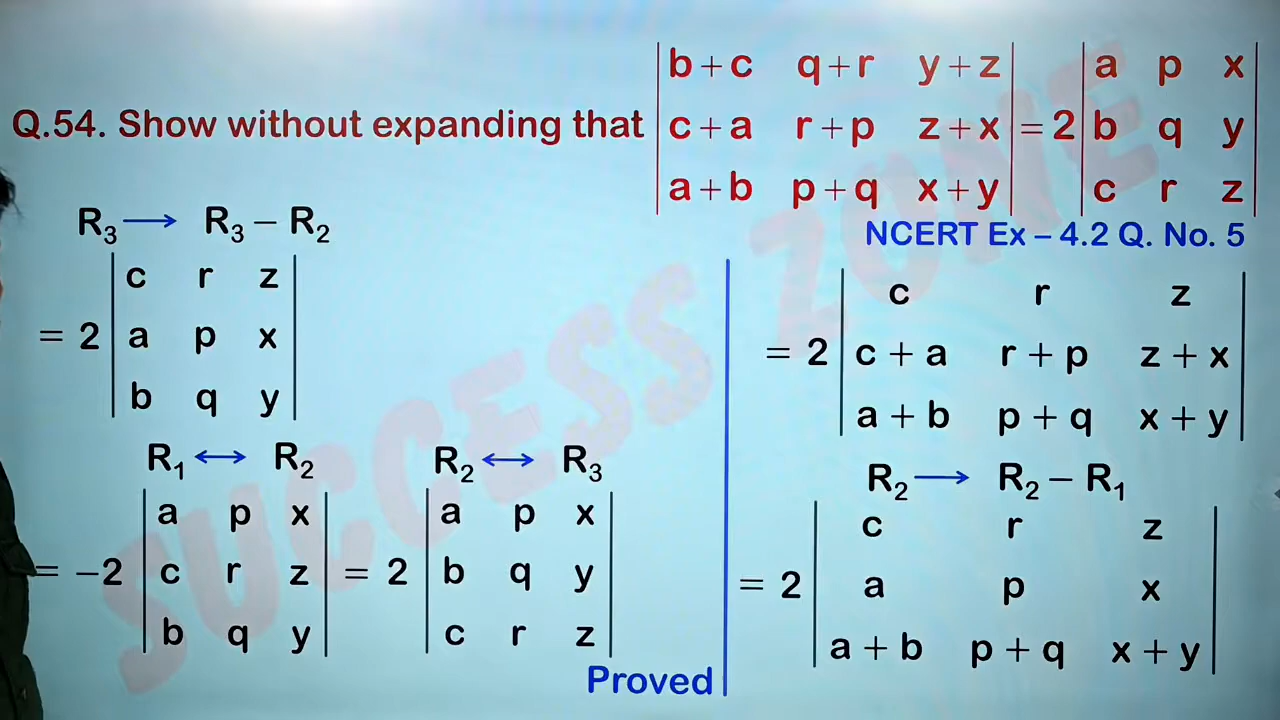 Q.54. Show without expanding that | b+c q+r y+z | = 2 | a p x |
| c+a r+p z+x | | b q y |
| a+b p+q x+y | | c r z |
NCERT Ex – 4.2 Q. No. 5
R₃ ⟶ R₃ – R₂
= 2 | c r z |
| a p x |
| b q y |
R₁ ⟷ R₂
= –2 | a p x |
| c r z |
| b q y |
R₂ ⟷ R₃
= 2 | a p x |
| b q y |
| c r z |
Proved
= 2 | c r z |
| c + a r + p z + x |
| a + b p + q x + y |
R₂ ⟶ R₂ – R₁
= 2 | c r z |
| a p x |
| a + b p + q x + y |
SUCCESS ZONE